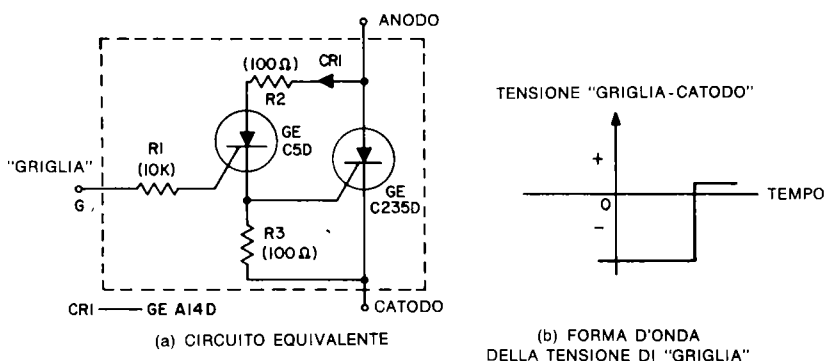 ANODO
(100Ω)
CR1
R2
GE
C5D
R1
(10K)
"GRIGLIA"
G
GE
C235D
R3
(100Ω)
CATODO
CR1 — GE A14D
(a) CIRCUITO EQUIVALENTE
TENSIONE "GRIGLIA-CATODO"
+
0
TEMPO
−
(b) FORMA D'ONDA
DELLA TENSIONE DI "GRIGLIA"